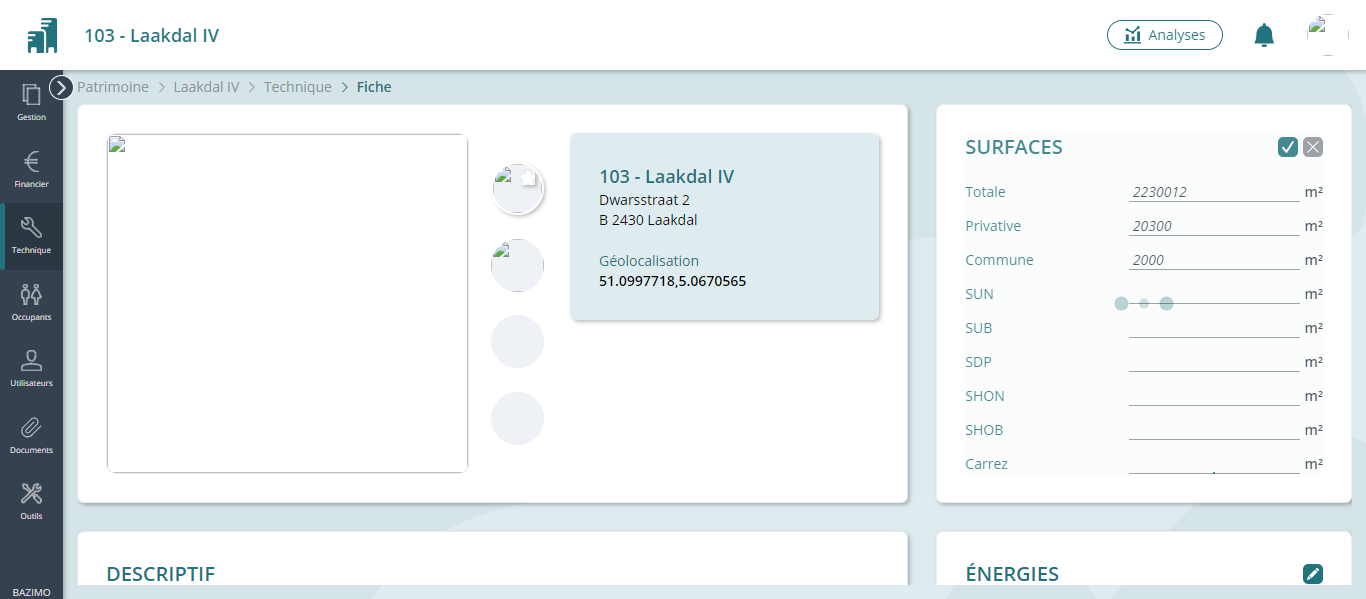 103 - Laakdal IV
Analyses
Patrimoine > Laakdal IV > Technique > Fiche
Gestion
Financier
Technique
Occupants
Utilisateurs
Documents
Outils
BAZIMO
103 - Laakdal IV
Dwarsstraat 2
B 2430 Laakdal
Géolocalisation
51.0997718,5.0670565
SURFACES
Totale 2230012 m²
Privative 20300 m²
Commune 2000 m²
SUN m²
SUB m²
SDP m²
SHON m²
SHOB m²
Carrez m²
DESCRIPTIF
ÉNERGIES